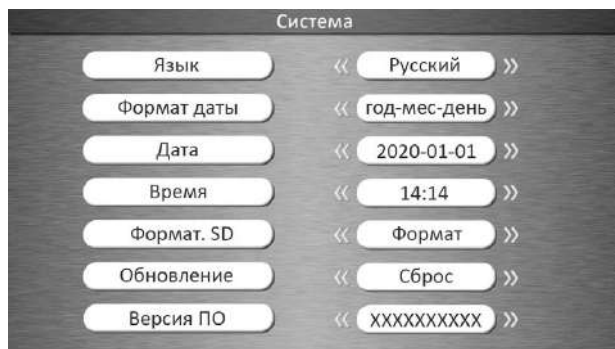 Система
Язык « Русский »
Формат даты « год-мес-день »
Дата « 2020-01-01 »
Время « 14:14 »
Формат. SD « Формат »
Обновление « Сброс »
Версия ПО « XXXXXXXXXX »